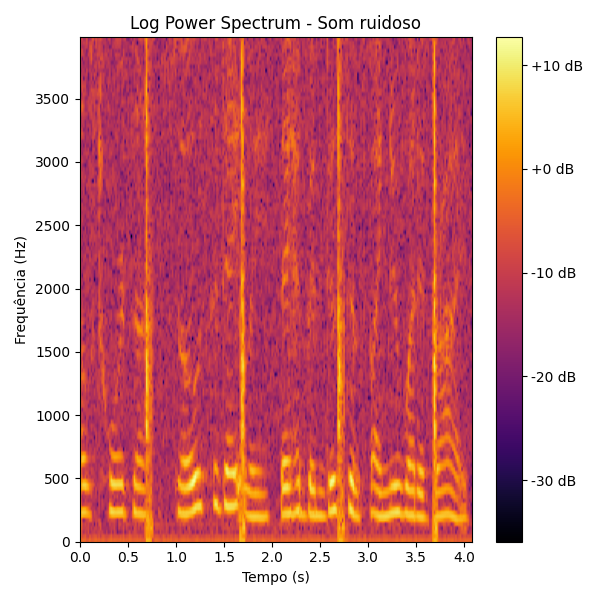 Log Power Spectrum - Som ruidoso
3500
3000
2500
2000
1500
1000
500
0
Frequência (Hz)
0.0 0.5 1.0 1.5 2.0 2.5 3.0 3.5 4.0
Tempo (s)
+10 dB
+0 dB
-10 dB
-20 dB
-30 dB